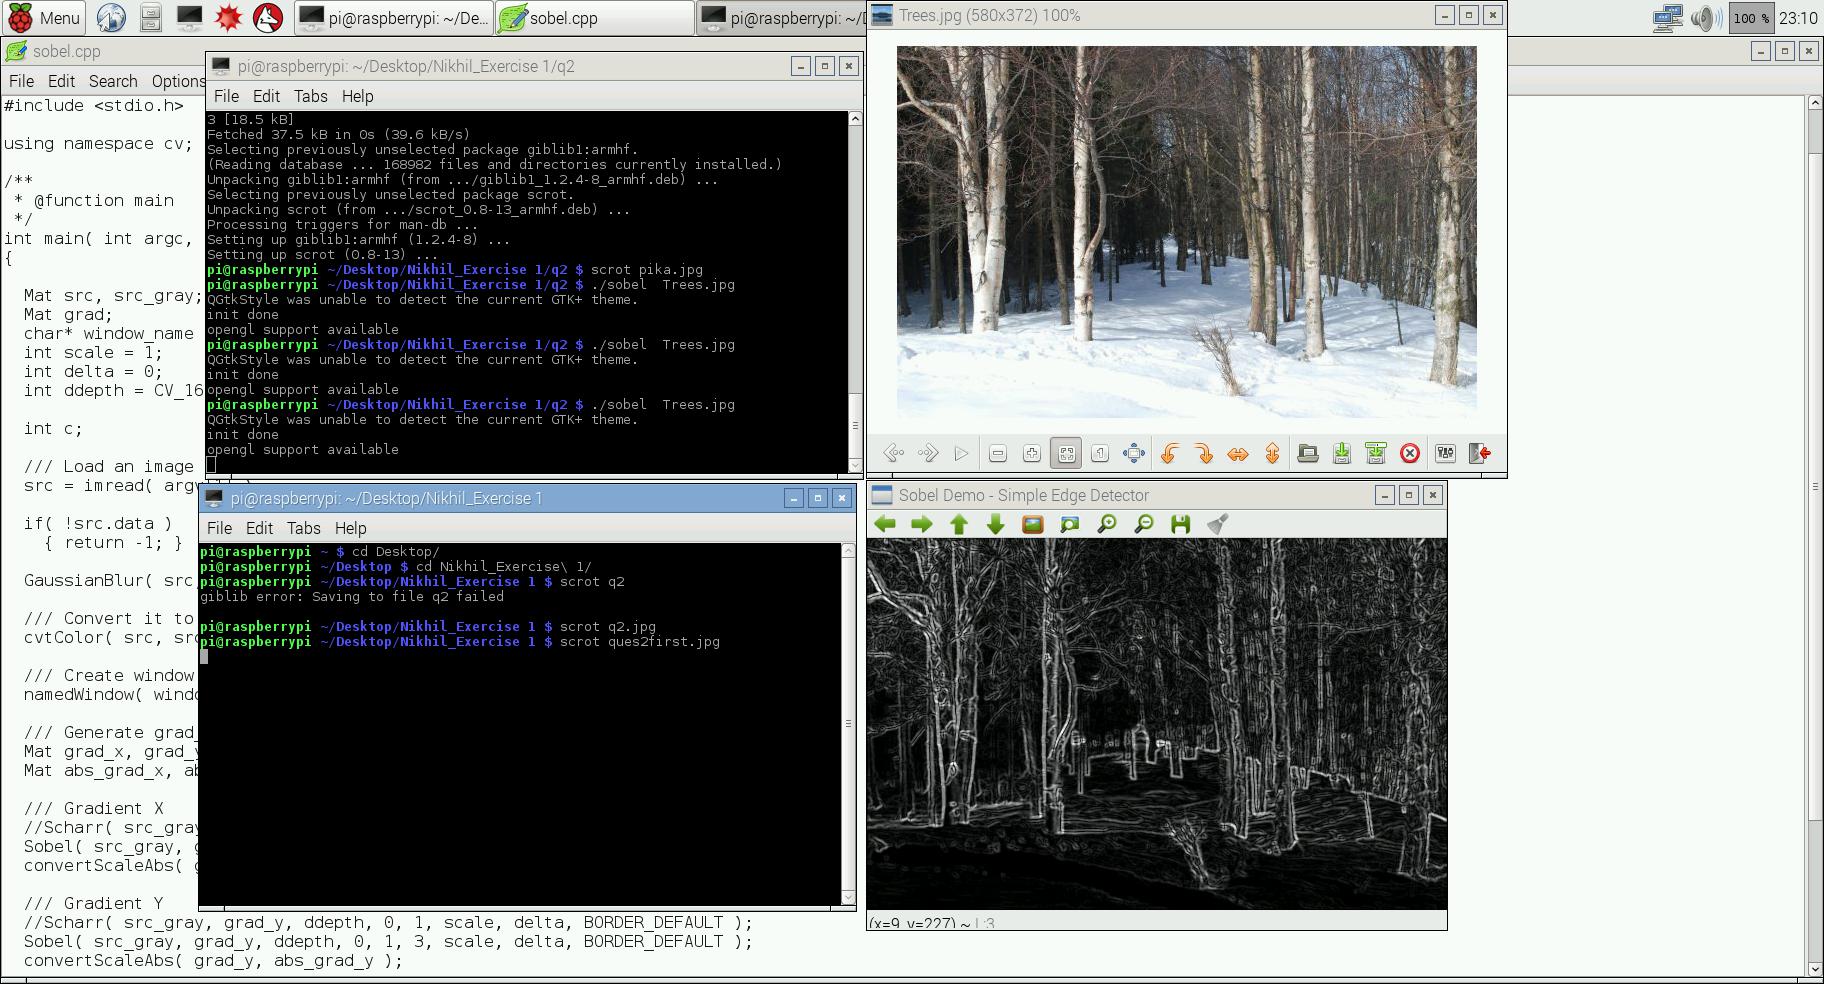 Menu
pi@raspberrypi: ~/De...
sobel.cpp
pi@raspberrypi: ~/D
100 %
23:10
sobel.cpp
File Edit Search Options
#include <stdio.h>
using namespace cv;
/**
* @function main
*/
int main( int argc,
{
Mat src, src_gray;
Mat grad;
char* window_name
int scale = 1;
int delta = 0;
int ddepth = CV_16
int c;
/// Load an image
src = imread( argv
if( !src.data )
{ return -1; }
GaussianBlur( src
/// Convert it to
cvtColor( src, src
/// Create window
namedWindow( windo
/// Generate grad_
Mat grad_x, grad_y
Mat abs_grad_x, ab
/// Gradient X
//Scharr( src_gray
Sobel( src_gray, g
convertScaleAbs( g
/// Gradient Y
//Scharr( src_gray, grad_y, ddepth, 0, 1, scale, delta, BORDER_DEFAULT );
Sobel( src_gray, grad_y, ddepth, 0, 1, 3, scale, delta, BORDER_DEFAULT );
convertScaleAbs( grad_y, abs_grad_y );
pi@raspberrypi: ~/Desktop/Nikhil_Exercise 1/q2
File Edit Tabs Help
3 [18.5 kB]
Fetched 37.5 kB in 0s (39.6 kB/s)
Selecting previously unselected package giblib1:armhf.
(Reading database ... 168982 files and directories currently installed.)
Unpacking giblib1:armhf (from .../giblib1_1.2.4-8_armhf.deb) ...
Selecting previously unselected package scrot.
Unpacking scrot (from .../scrot_0.8-13_armhf.deb) ...
Processing triggers for man-db ...
Setting up giblib1:armhf (1.2.4-8) ...
Setting up scrot (0.8-13) ...
pi@raspberrypi ~/Desktop/Nikhil_Exercise 1/q2 $ scrot pika.jpg
pi@raspberrypi ~/Desktop/Nikhil_Exercise 1/q2 $ ./sobel  Trees.jpg
QGtkStyle was unable to detect the current GTK+ theme.
init done
opengl support available
pi@raspberrypi ~/Desktop/Nikhil_Exercise 1/q2 $ ./sobel  Trees.jpg
QGtkStyle was unable to detect the current GTK+ theme.
init done
opengl support available
pi@raspberrypi ~/Desktop/Nikhil_Exercise 1/q2 $ ./sobel  Trees.jpg
QGtkStyle was unable to detect the current GTK+ theme.
init done
opengl support available
pi@raspberrypi: ~/Desktop/Nikhil_Exercise 1
File Edit Tabs Help
pi@raspberrypi ~ $ cd Desktop/
pi@raspberrypi ~/Desktop $ cd Nikhil_Exercise\ 1/
pi@raspberrypi ~/Desktop/Nikhil_Exercise 1 $ scrot q2
giblib error: Saving to file q2 failed
pi@raspberrypi ~/Desktop/Nikhil_Exercise 1 $ scrot q2.jpg
pi@raspberrypi ~/Desktop/Nikhil_Exercise 1 $ scrot ques2first.jpg
Trees.jpg (580x372) 100%
Sobel Demo - Simple Edge Detector
(x=9, y=227) ~ L:3